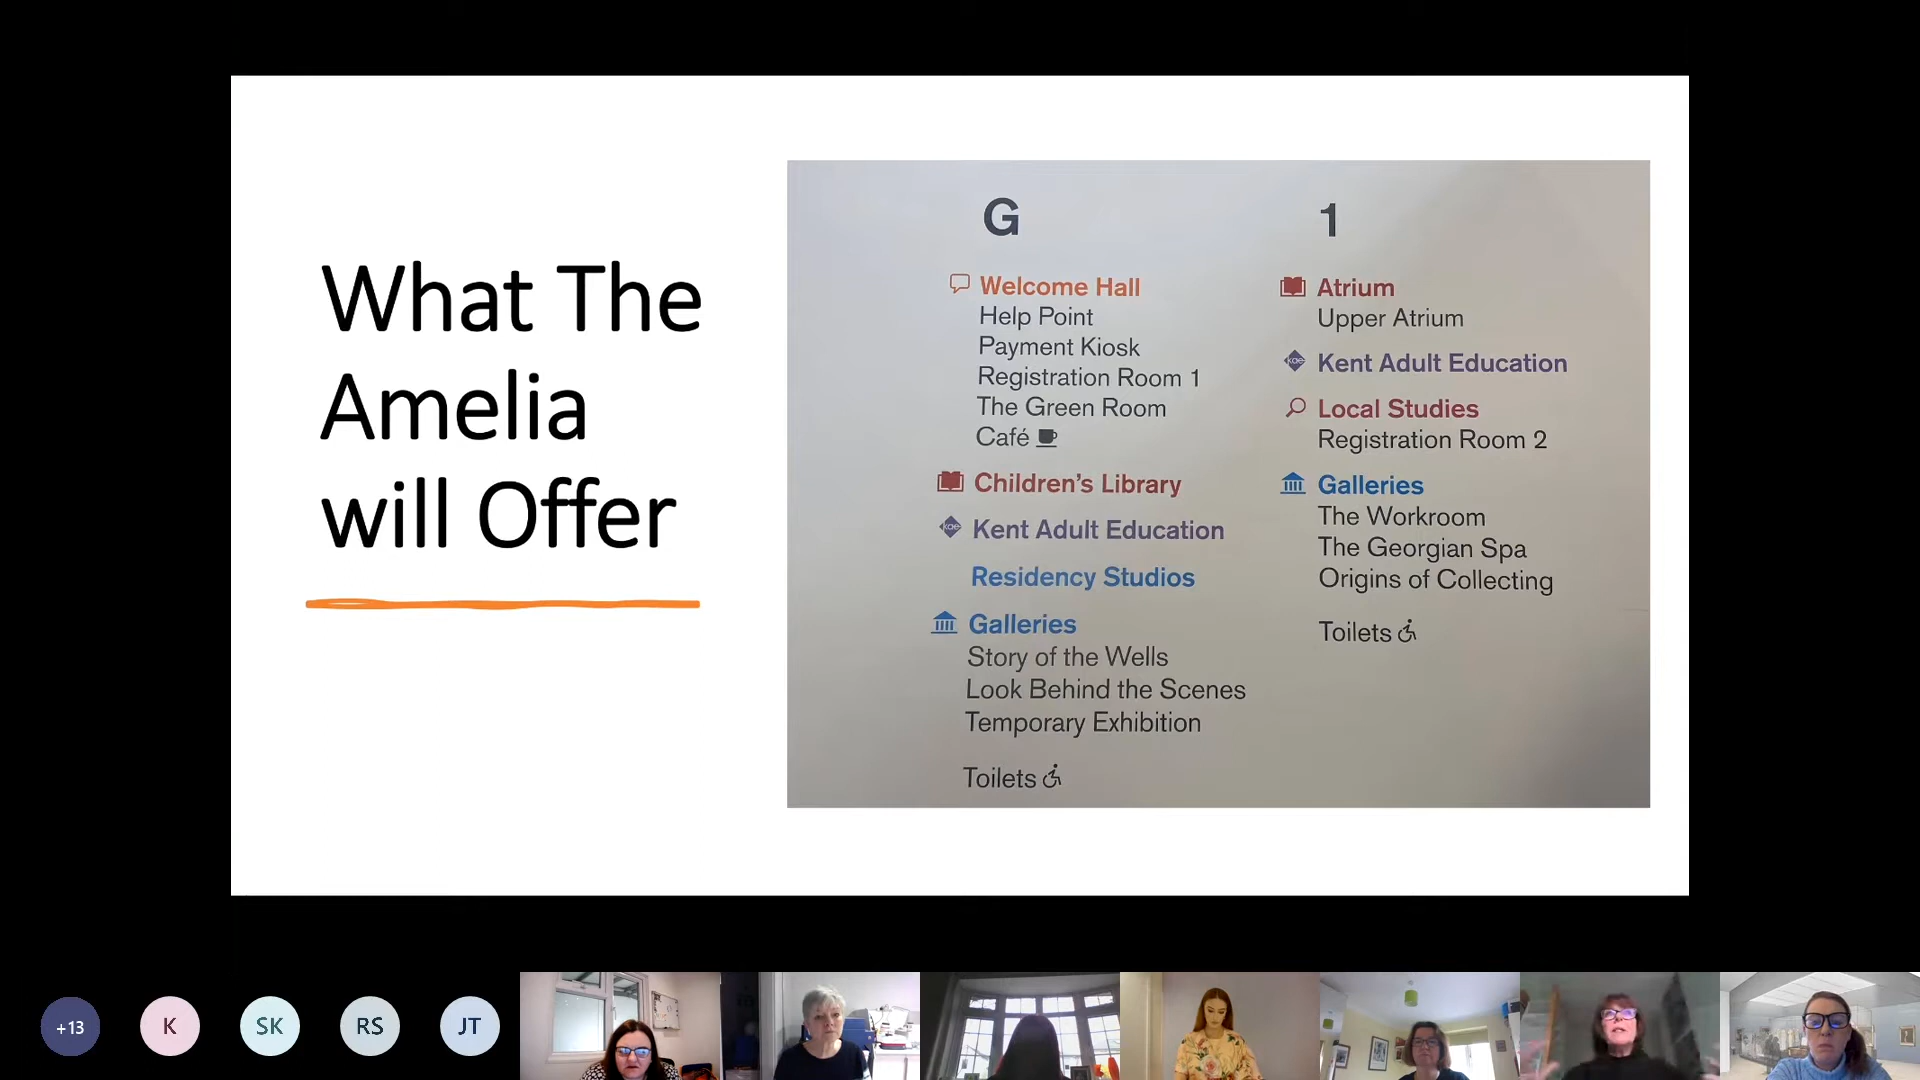 What The
Amelia
will Offer
G
Welcome Hall
Help Point
Payment Kiosk
Registration Room 1
The Green Room
Café
Children's Library
kae Kent Adult Education
Residency Studios
Galleries
Story of the Wells
Look Behind the Scenes
Temporary Exhibition
Toilets
1
Atrium
Upper Atrium
kae Kent Adult Education
Local Studies
Registration Room 2
Galleries
The Workroom
The Georgian Spa
Origins of Collecting
Toilets
+13
K
SK
RS
JT